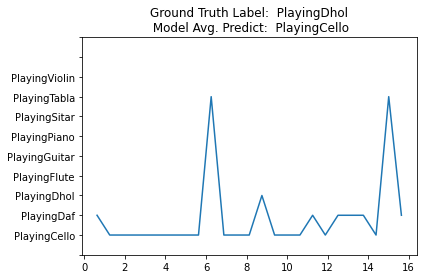 Ground Truth Label:  PlayingDhol
Model Avg. Predict:  PlayingCello
PlayingViolin
PlayingTabla
PlayingSitar
PlayingPiano
PlayingGuitar
PlayingFlute
PlayingDhol
PlayingDaf
PlayingCello
0 2 4 6 8 10 12 14 16